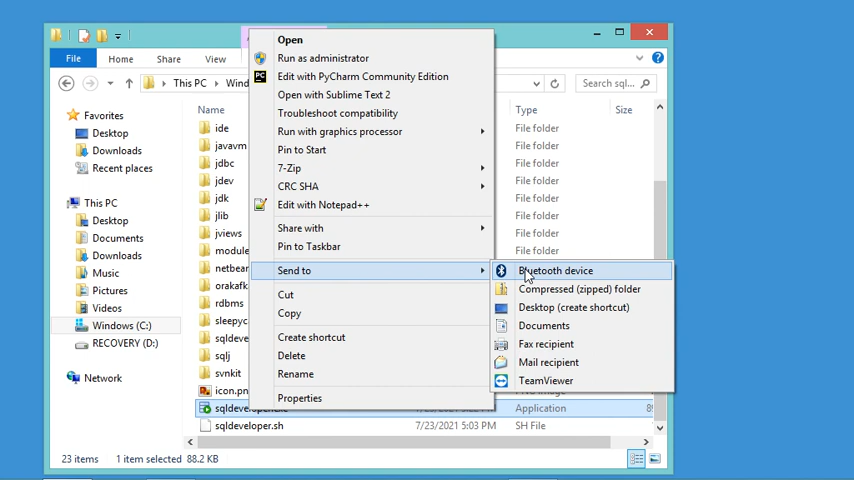 File
Home
Share
View
This PC
Wind
Search sql...
Favorites
Desktop
Downloads
Recent places
This PC
Desktop
Documents
Downloads
Music
Pictures
Videos
Windows (C:)
RECOVERY (D:)
Network
Name
Type
Size
ide
File folder
javavm
File folder
jdbc
File folder
jdev
File folder
jdk
File folder
jlib
File folder
jviews
File folder
module
File folder
netbear
orakafk
rdbms
sleepyc
sqldeve
sqlj
svnkit
icon.pn
sqldeveloper.exe
Application
sqldeveloper.sh
7/23/2021 5:03 PM
SH File
Open
Run as administrator
Edit with PyCharm Community Edition
Open with Sublime Text 2
Troubleshoot compatibility
Run with graphics processor
Pin to Start
7-Zip
CRC SHA
Edit with Notepad++
Share with
Pin to Taskbar
Send to
Cut
Copy
Create shortcut
Delete
Rename
Properties
Bluetooth device
Compressed (zipped) folder
Desktop (create shortcut)
Documents
Fax recipient
Mail recipient
TeamViewer
23 items
1 item selected 88.2 KB